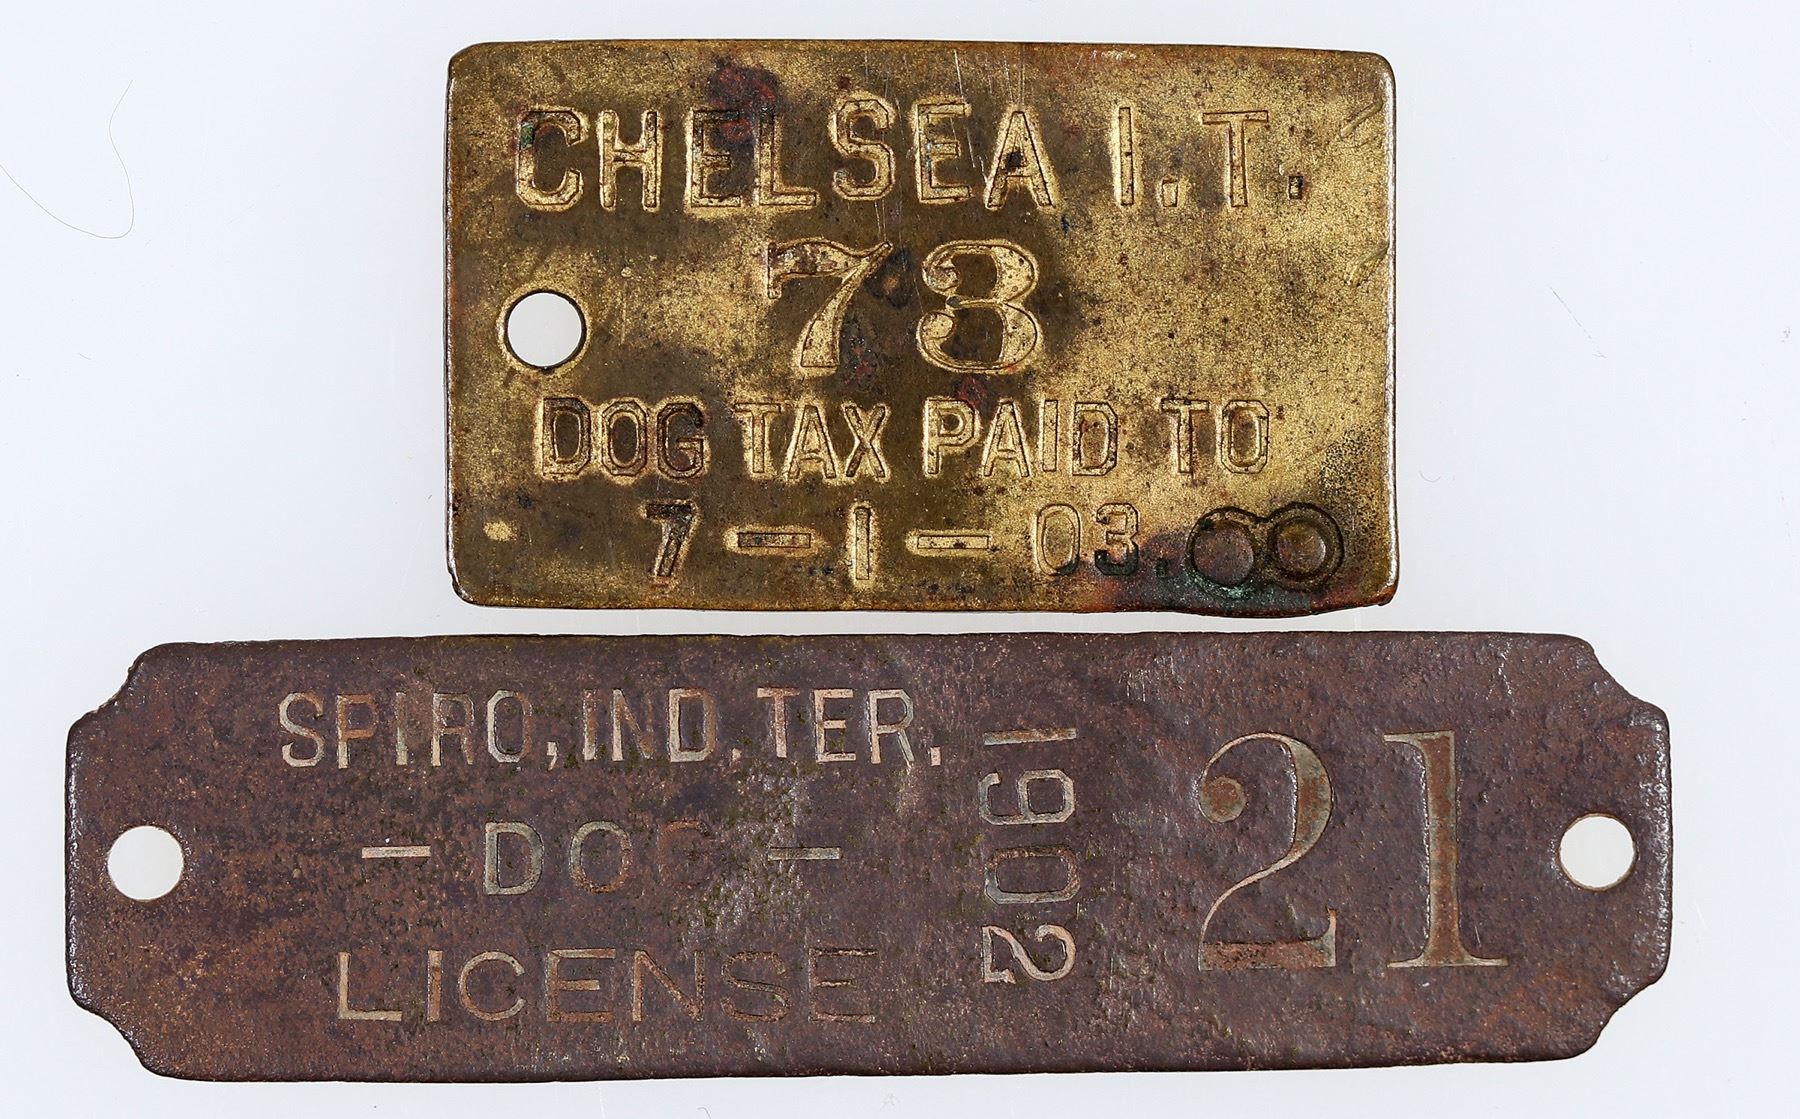 CHELSEA I.T.
73
DOG TAX PAID TO
7-1-03.
SPIRO, IND. TER.
- DOG -
LICENSE
1902
21